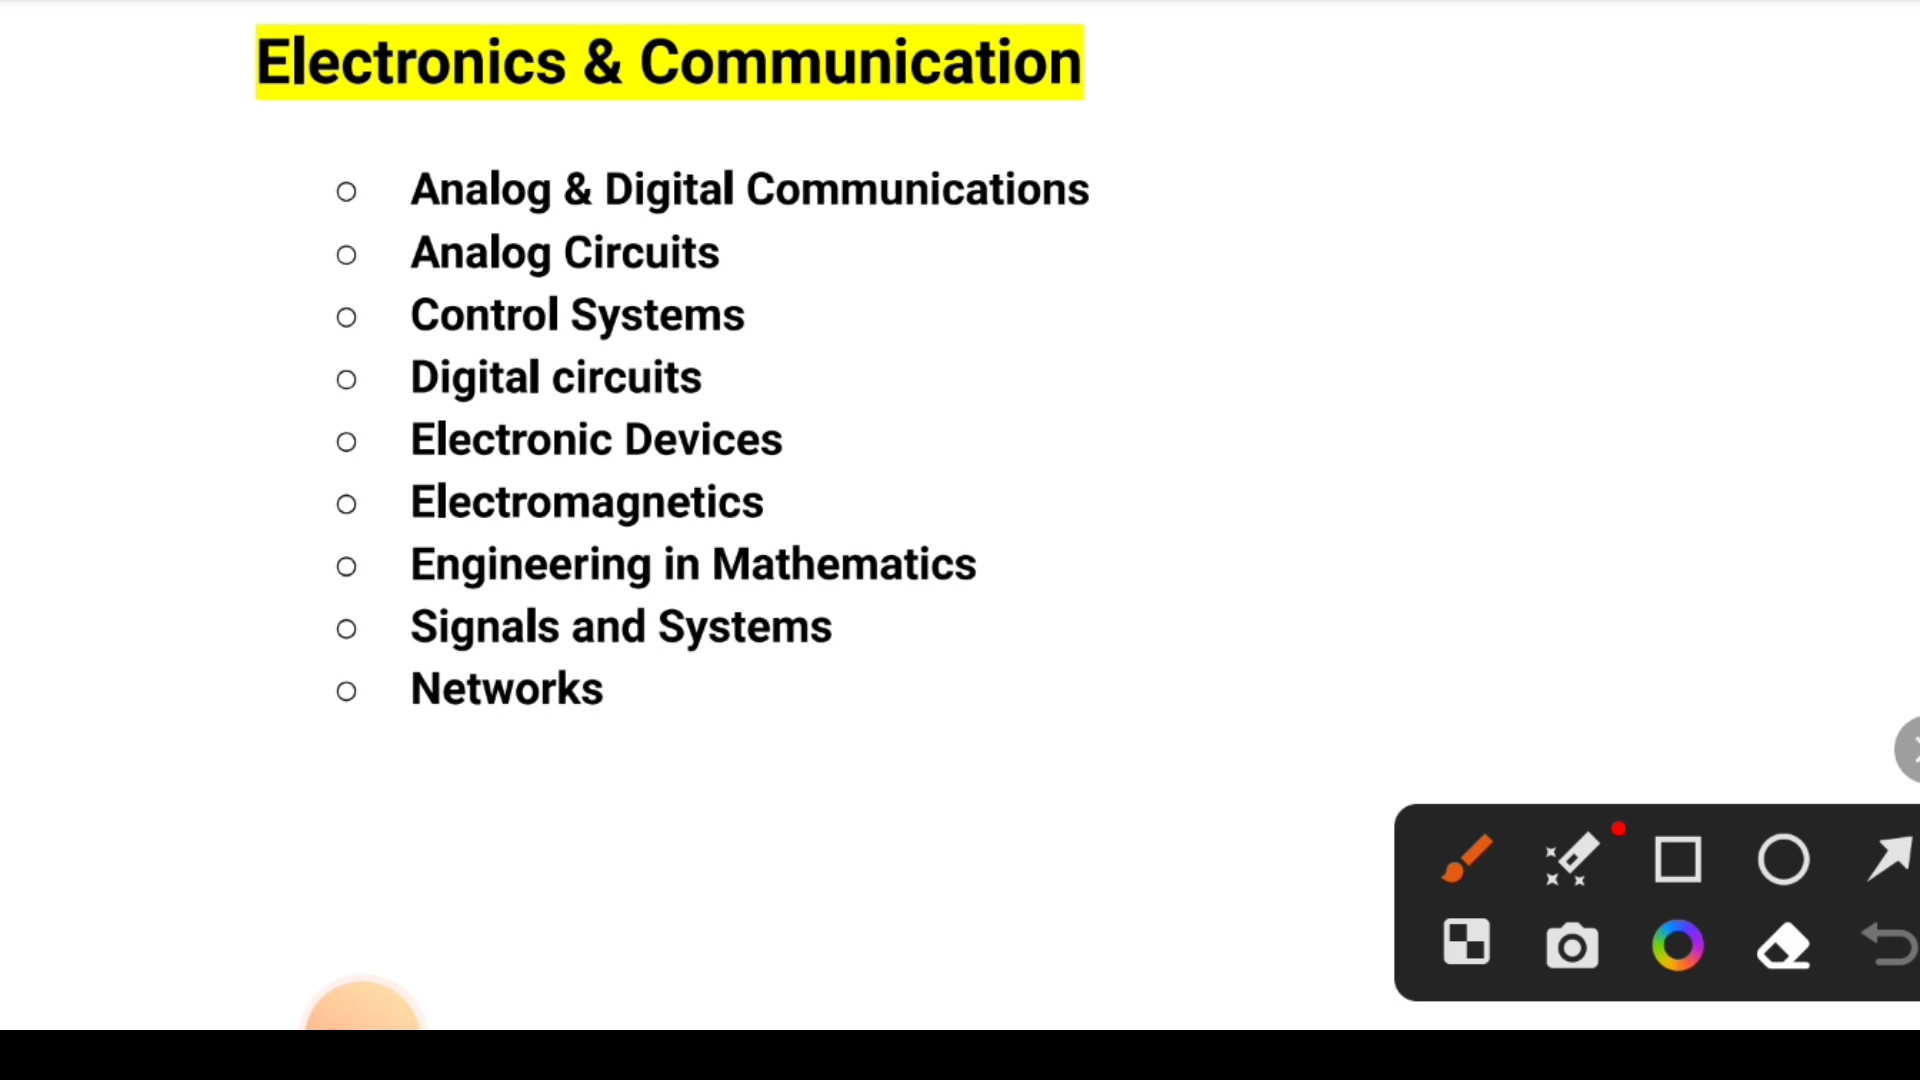 Electronics & Communication
Analog & Digital Communications
Analog Circuits
Control Systems
Digital circuits
Electronic Devices
Electromagnetics
Engineering in Mathematics
Signals and Systems
Networks